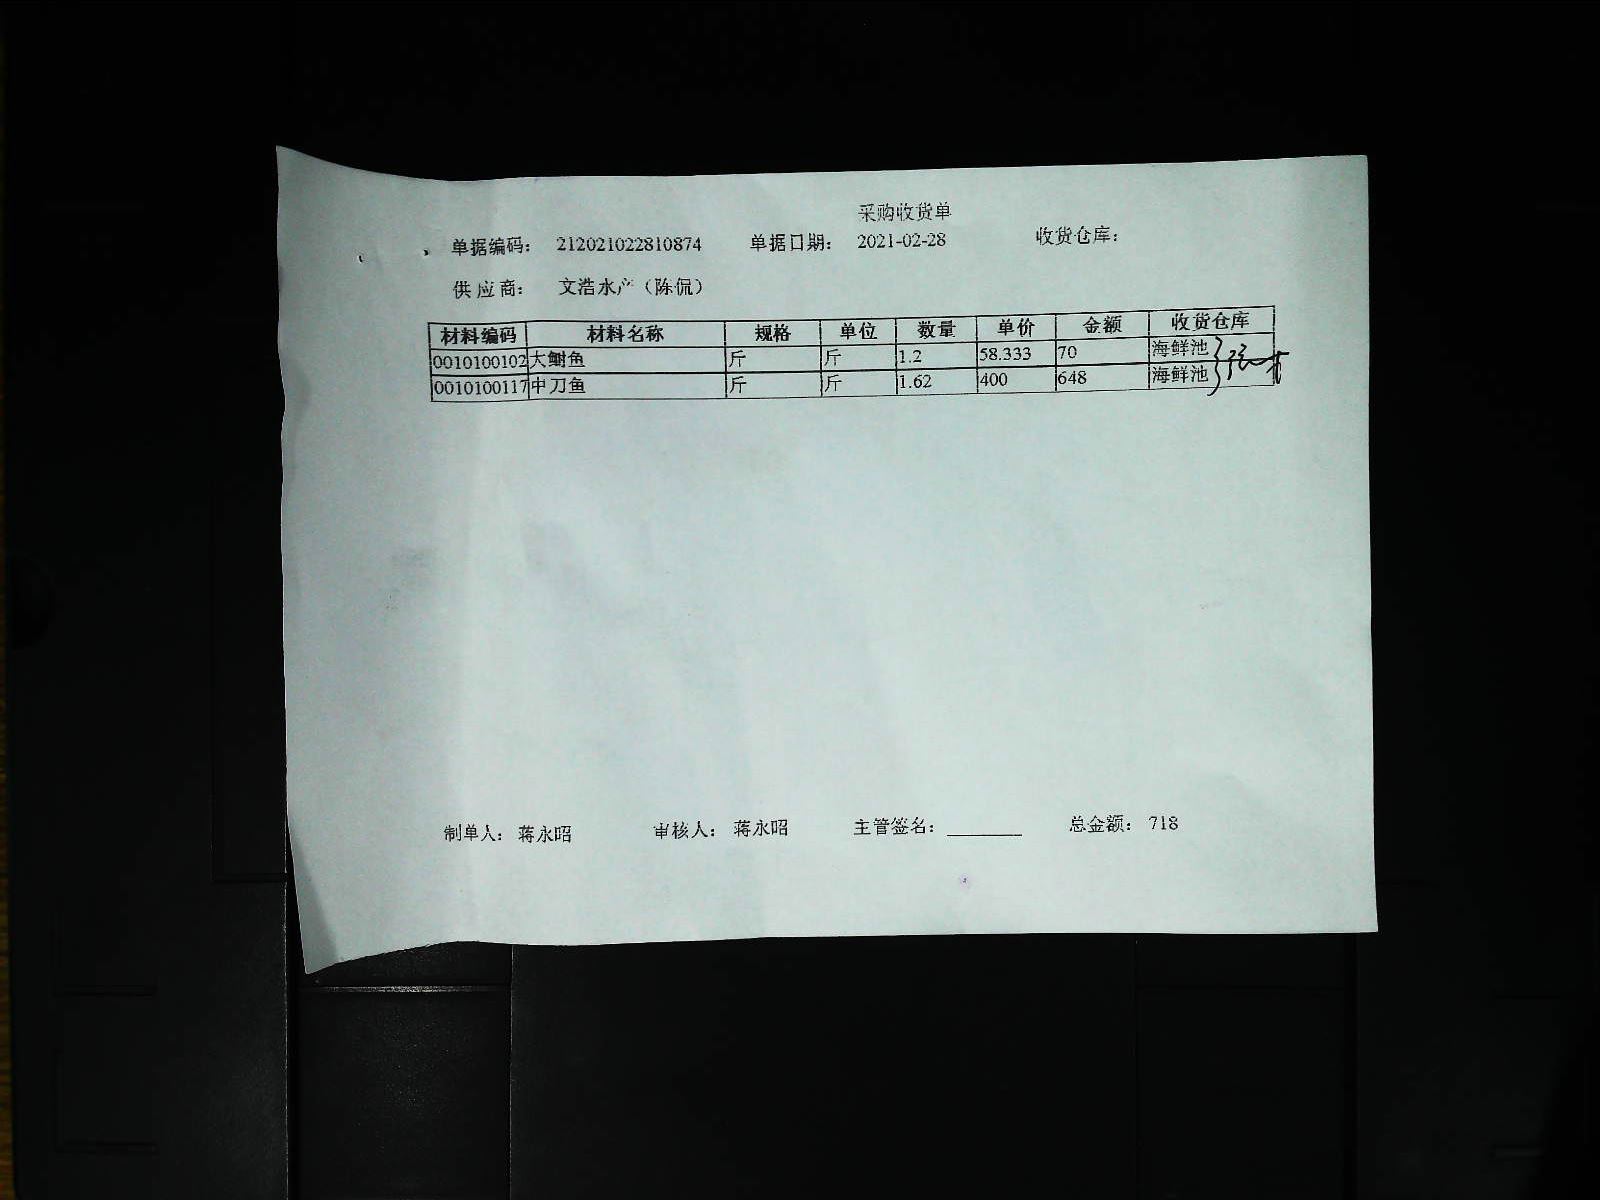 采购收货单
单据编码： 212021022810874 单据日期： 2021-02-28 收货仓库：
供应商： 文浩水产（陈侃）
材料编码 材料名称 规格 单位 数量 单价 金额 收货仓库
0010100102 大鲥鱼 斤 斤 1.2 58.333 70 海鲜池
0010100117 中刀鱼 斤 斤 1.62 400 648 海鲜池
制单人： 蒋永昭 审核人： 蒋永昭 主管签名：________ 总金额： 718